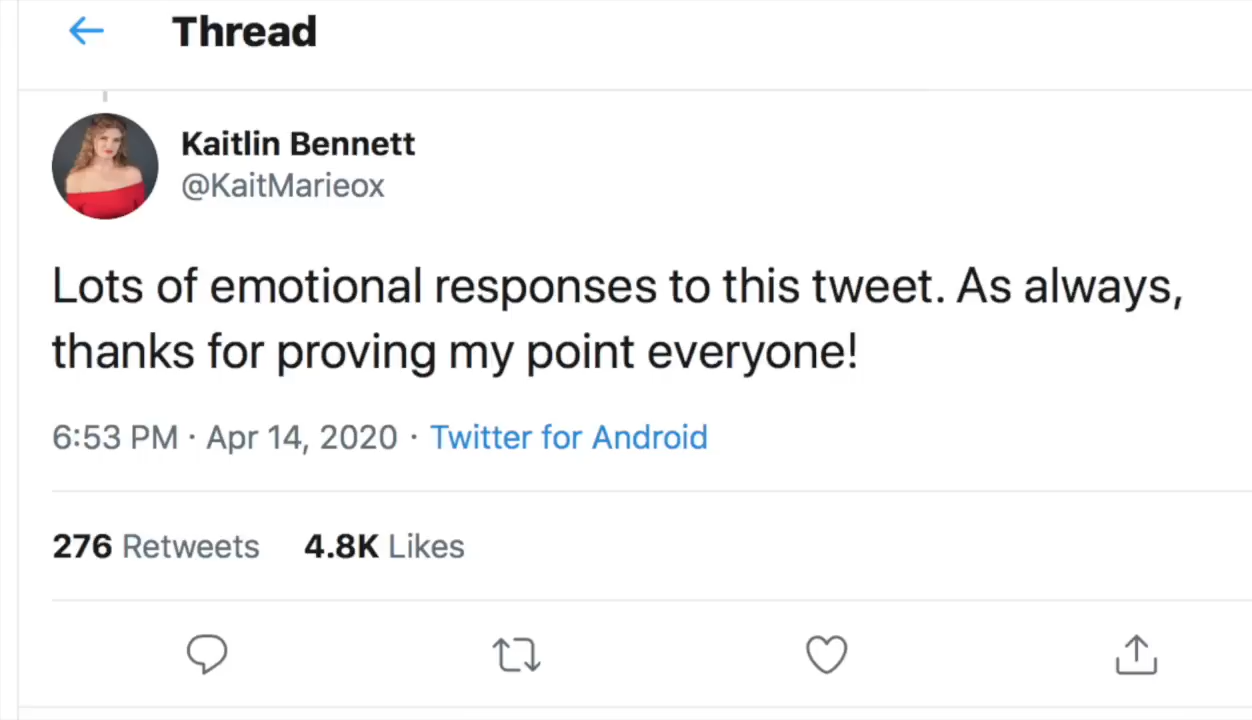 Thread
Kaitlin Bennett
@KaitMarieox
Lots of emotional responses to this tweet. As always,
thanks for proving my point everyone!
6:53 PM · Apr 14, 2020 · Twitter for Android
276 Retweets 4.8K Likes